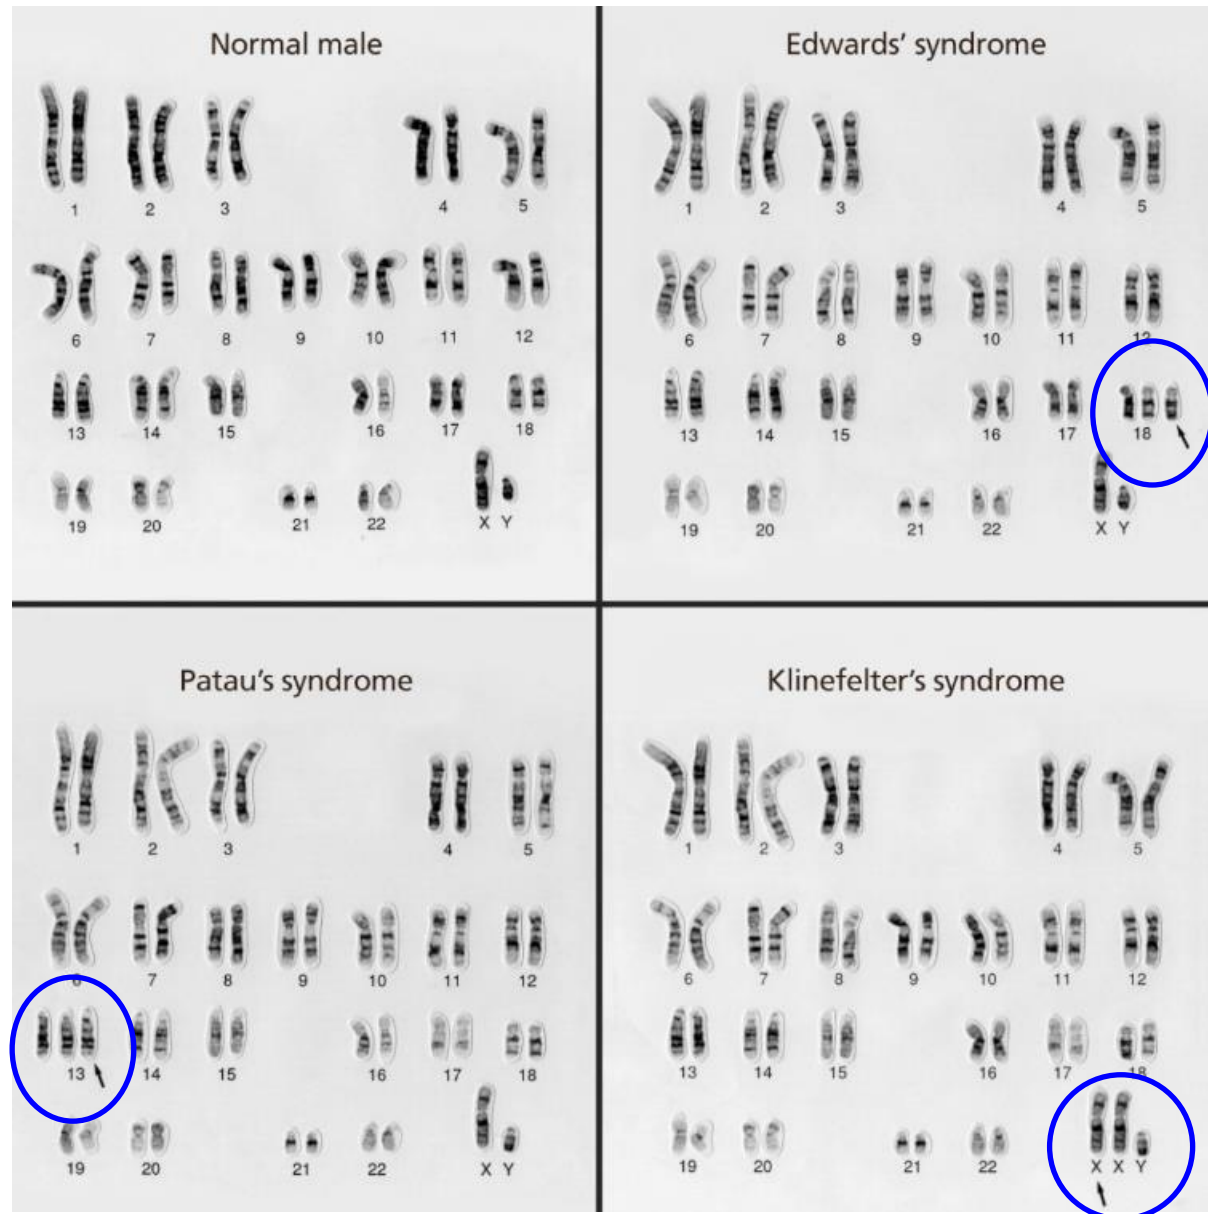 Normal male
1 2 3 4 5
6 7 8 9 10 11 12
13 14 15 16 17 18
19 20 21 22 X Y
Edwards' syndrome
1 2 3 4 5
6 7 8 9 10 11 12
13 14 15 16 17 18
19 20 21 22 X Y
Patau's syndrome
1 2 3 4 5
6 7 8 9 10 11 12
13 14 15 16 17 18
19 20 21 22 X Y
Klinefelter's syndrome
1 2 3 4 5
6 7 8 9 10 11 12
13 14 15 16 17 18
19 20 21 22 X X Y